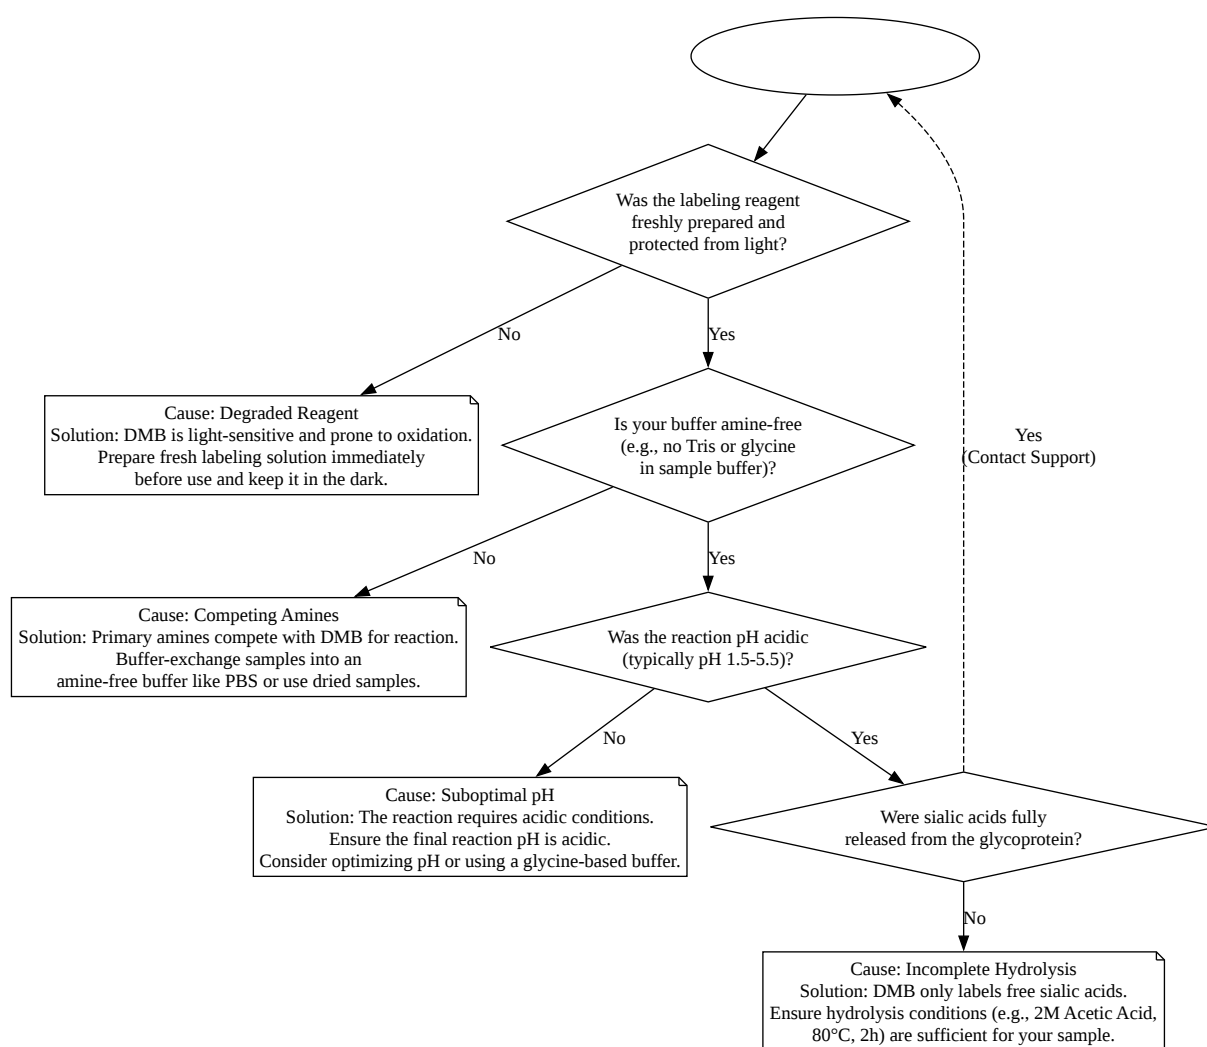 Was the labeling reagent
freshly prepared and
protected from light?
No
Yes
Cause: Degraded Reagent
Solution: DMB is light-sensitive and prone to oxidation.
Prepare fresh labeling solution immediately
before use and keep it in the dark.
Is your buffer amine-free
(e.g., no Tris or glycine
in sample buffer)?
Yes
(Contact Support)
No
Yes
Cause: Competing Amines
Solution: Primary amines compete with DMB for reaction.
Buffer-exchange samples into an
amine-free buffer like PBS or use dried samples.
Was the reaction pH acidic
(typically pH 1.5-5.5)?
No
Yes
Cause: Suboptimal pH
Solution: The reaction requires acidic conditions.
Ensure the final reaction pH is acidic.
Consider optimizing pH or using a glycine-based buffer.
Were sialic acids fully
released from the glycoprotein?
No
Cause: Incomplete Hydrolysis
Solution: DMB only labels free sialic acids.
Ensure hydrolysis conditions (e.g., 2M Acetic Acid,
80°C, 2h) are sufficient for your sample.